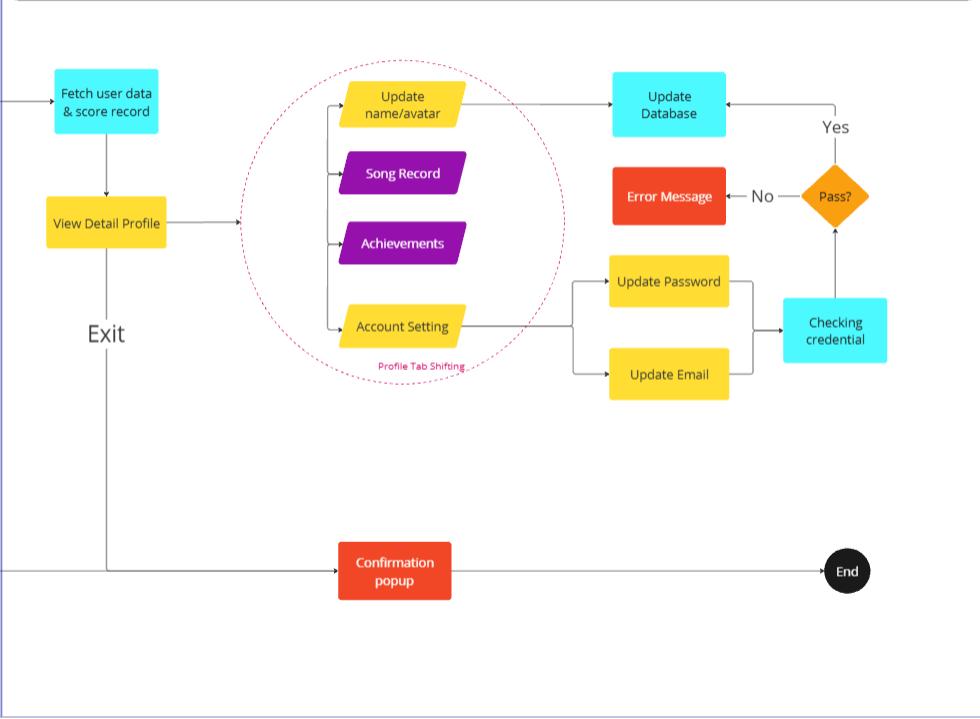 Fetch user data
& score record
View Detail Profile
Exit
Update
name/avatar
Song Record
Achievements
Account Setting
Profile Tab Shifting
Update
Database
Yes
Error Message
No
Pass?
Update Password
Update Email
Checking
credential
Confirmation
popup
End